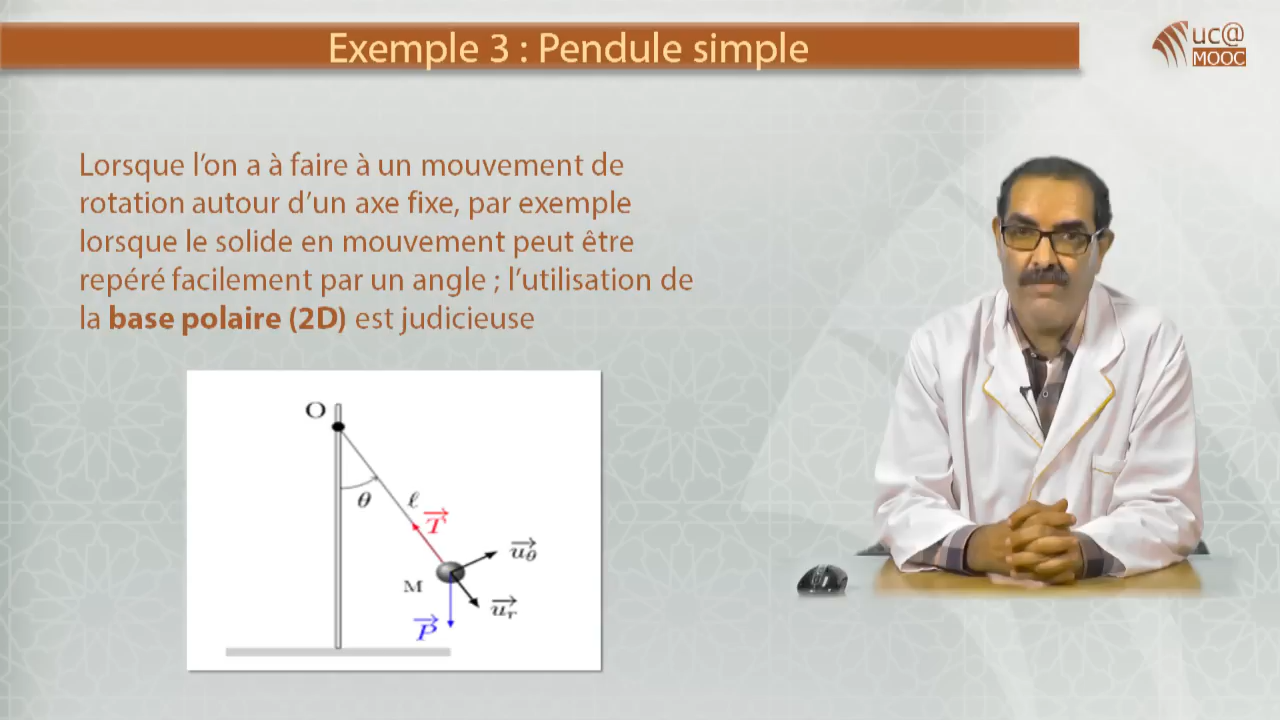 Exemple 3 : Pendule simple
uc@
MOOC
Lorsque l'on a à faire à un mouvement de
rotation autour d'un axe fixe, par exemple
lorsque le solide en mouvement peut être
repéré facilement par un angle ; l'utilisation de
la base polaire (2D) est judicieuse
O
θ
ℓ
T
M
u_θ
u_r
P